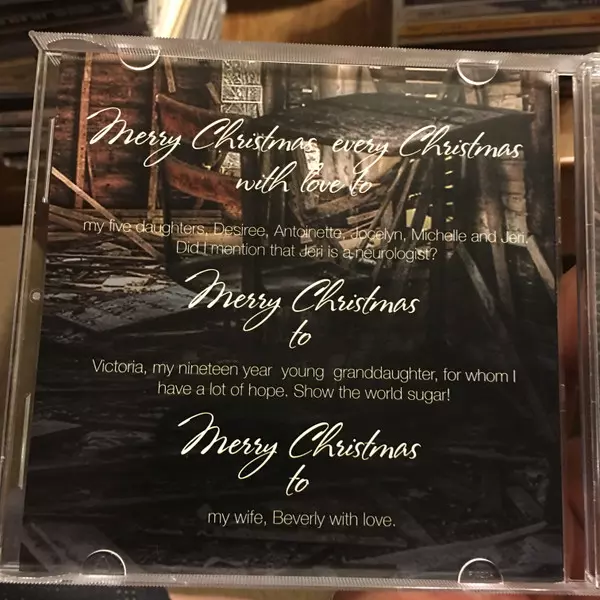 Merry Christmas, every Christmas
with love to
my five daughters, Desiree, Antoinette, Jocelyn, Michelle and Jeri.
Did I mention that Jeri is a neurologist?
Merry Christmas
to
Victoria, my nineteen year young granddaughter, for whom I
have a lot of hope. Show the world sugar!
Merry Christmas
to
my wife, Beverly with love.